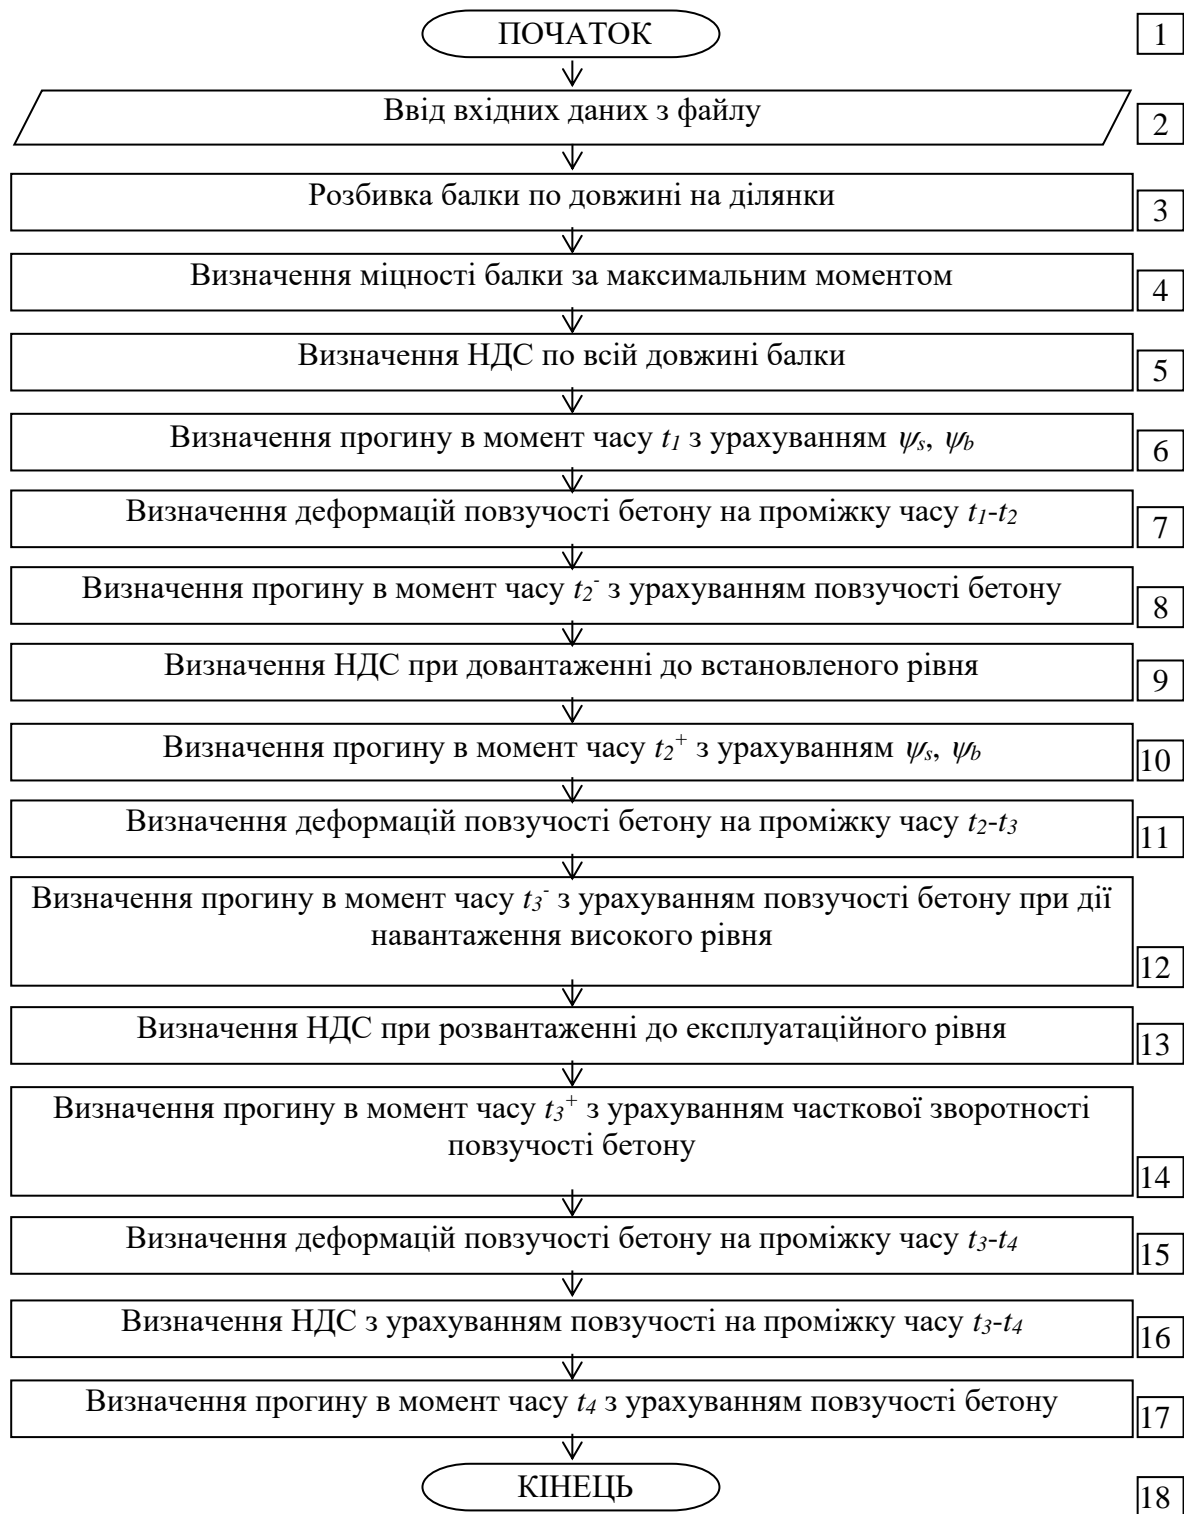 ПОЧАТОК
1
Ввід вхідних даних з файлу
2
Розбивка балки по довжині на ділянки
3
Визначення міцності балки за максимальним моментом
4
Визначення НДС по всій довжині балки
5
Визначення прогину в момент часу t₁ з урахуванням ψₛ, ψ_b
6
Визначення деформацій повзучості бетону на проміжку часу t₁-t₂
7
Визначення прогину в момент часу t₂⁻ з урахуванням повзучості бетону
8
Визначення НДС при довантаженні до встановленого рівня
9
Визначення прогину в момент часу t₂⁺ з урахуванням ψₛ, ψ_b
10
Визначення деформацій повзучості бетону на проміжку часу t₂-t₃
11
Визначення прогину в момент часу t₃⁻ з урахуванням повзучості бетону при дії
навантаження високого рівня
12
Визначення НДС при розвантаженні до експлуатаційного рівня
13
Визначення прогину в момент часу t₃⁺ з урахуванням часткової зворотності
повзучості бетону
14
Визначення деформацій повзучості бетону на проміжку часу t₃-t₄
15
Визначення НДС з урахуванням повзучості на проміжку часу t₃-t₄
16
Визначення прогину в момент часу t₄ з урахуванням повзучості бетону
17
КІНЕЦЬ
18